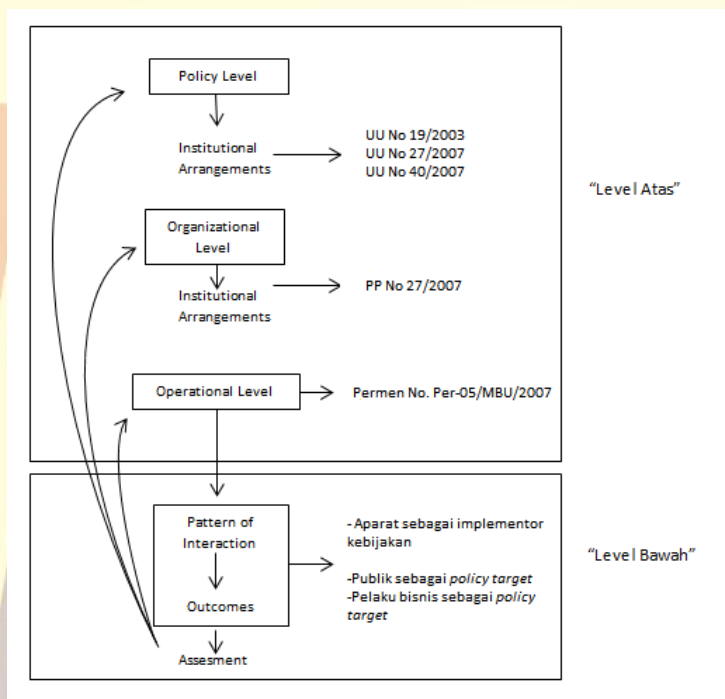 Policy Level
Institutional
Arrangements
UU No 19/2003
UU No 27/2007
UU No 40/2007
"Level Atas"
Organizational
Level
Institutional
Arrangements
PP No 27/2007
Operational Level
Permen No. Per-05/MBU/2007
Pattern of
Interaction
Outcomes
- Aparat sebagai implementor
kebijakan
-Publik sebagai policy target
-Pelaku bisnis sebagai policy
target
"Level Bawah"
Assesment